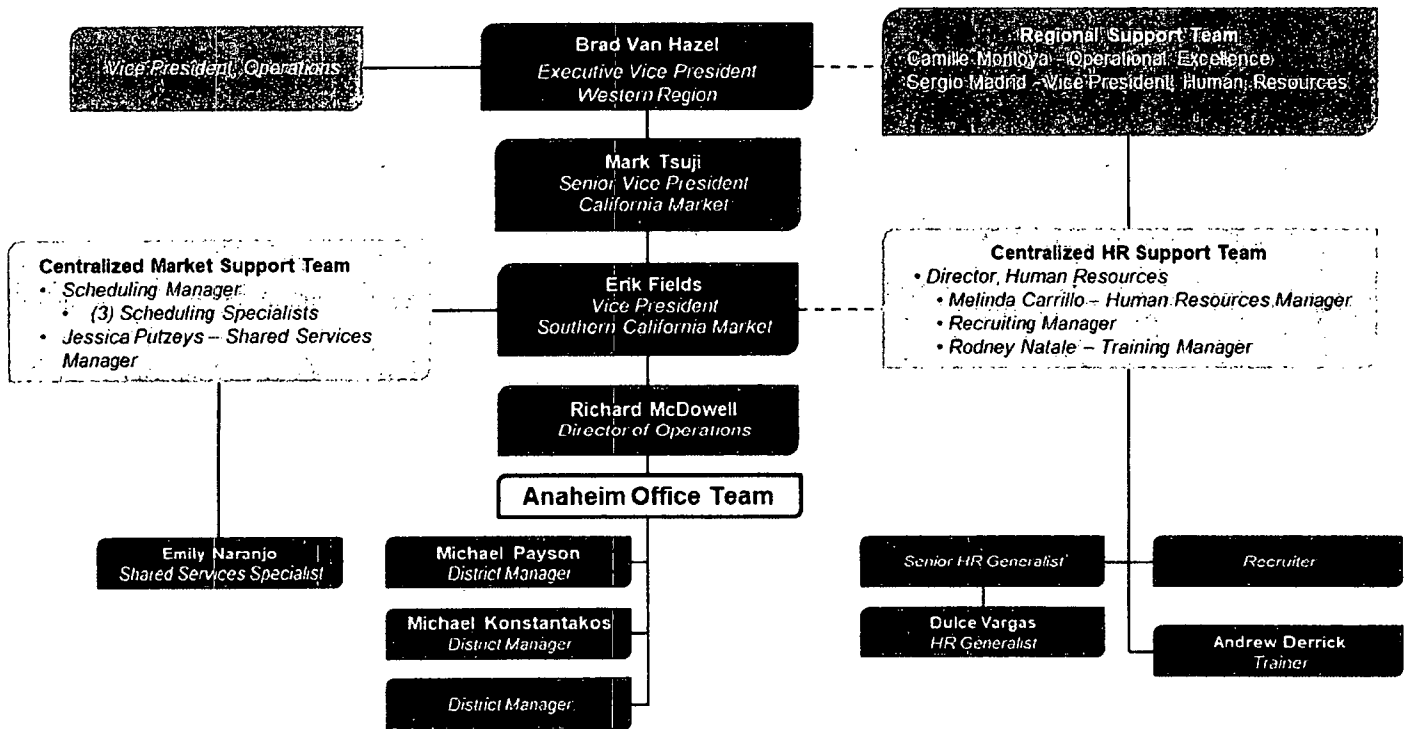 Vice President, Operations
Brad Van Hazel
Executive Vice President
Western Region
Regional Support Team
Camille Montoya - Operational Excellence
Sergio Madrid - Vice President, Human Resources
Mark Tsuji
Senior Vice President
California Market
Centralized Market Support Team
• Scheduling Manager
• (3) Scheduling Specialists
• Jessica Putzeys – Shared Services
Manager
Erik Fields
Vice President
Southern California Market
Centralized HR Support Team
• Director, Human Resources
• Melinda Carrillo – Human Resources Manager
• Recruiting Manager
• Rodney Natale – Training Manager
Richard McDowell
Director of Operations
Anaheim Office Team
Emily Naranjo
Shared Services Specialist
Michael Payson
District Manager
Michael Konstantakos
District Manager
District Manager
Senior HR Generalist
Recruiter
Dulce Vargas
HR Generalist
Andrew Derrick
Trainer